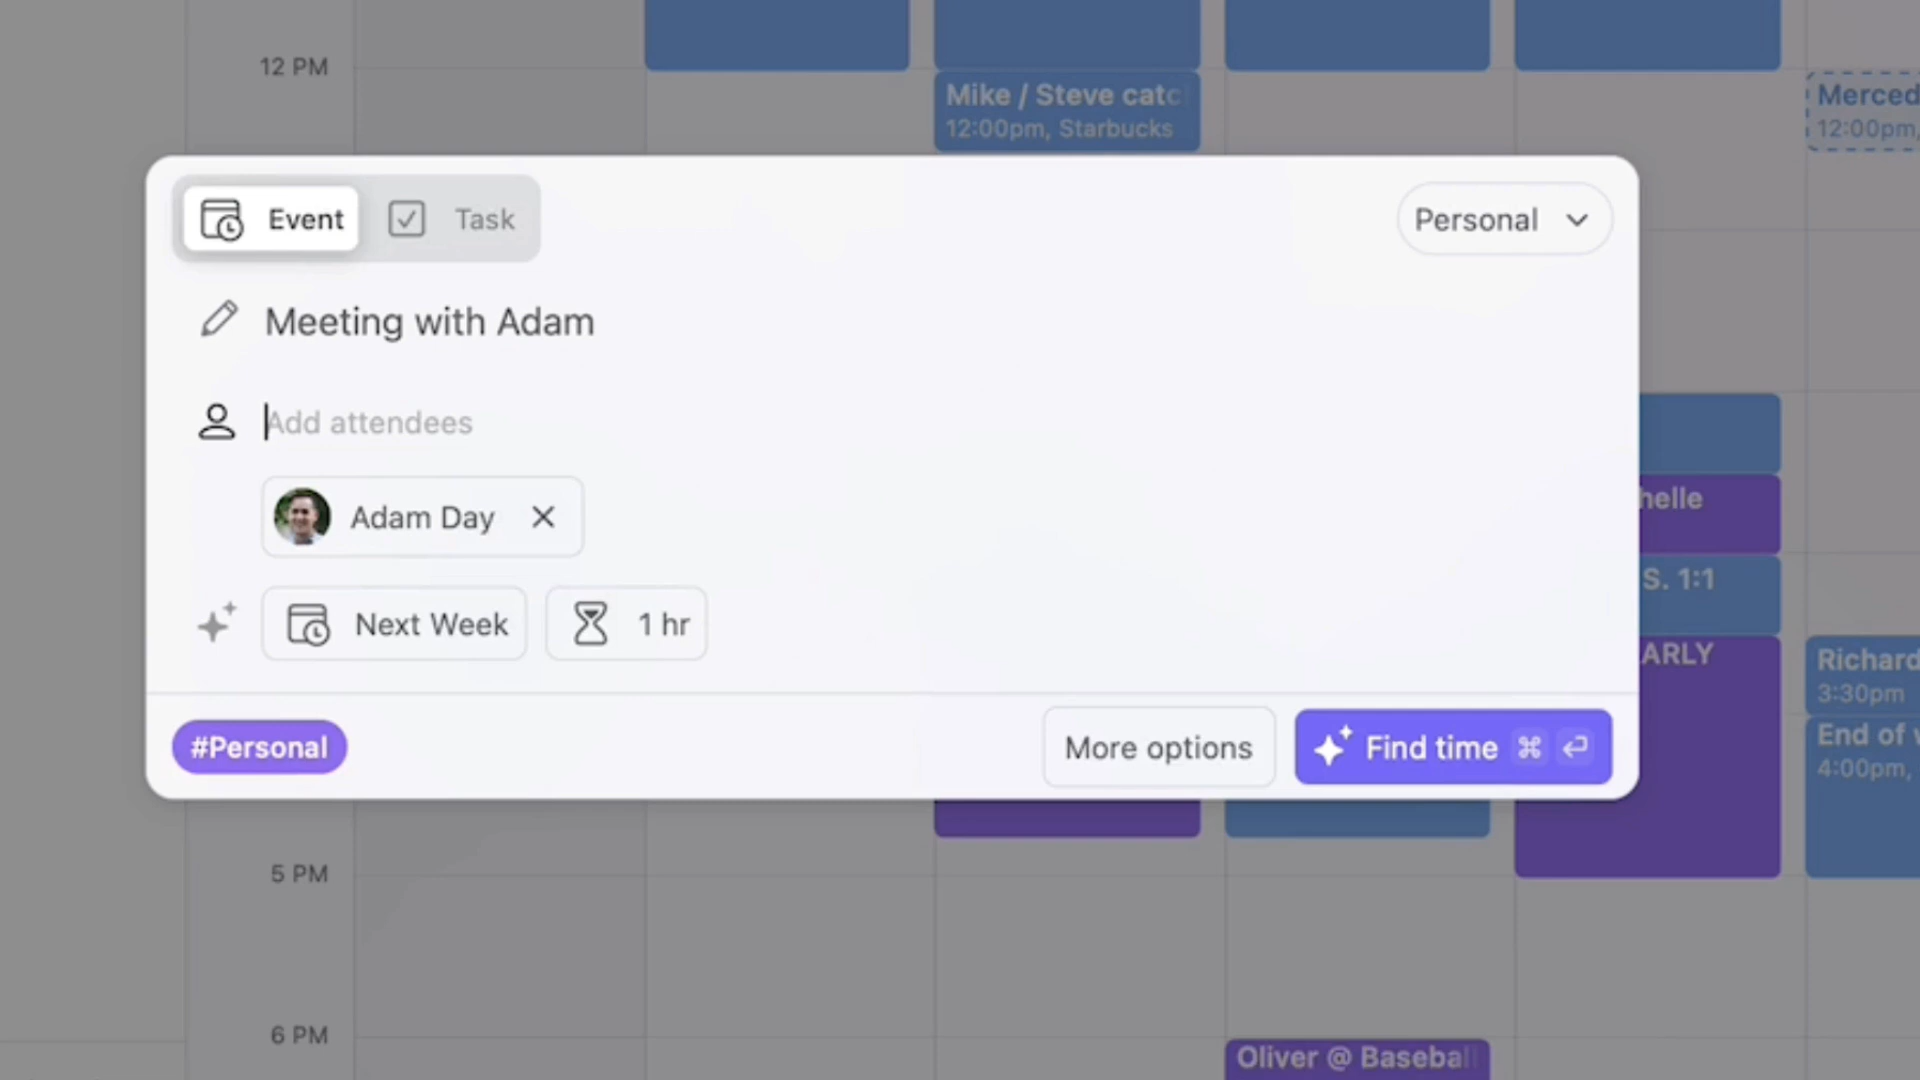 12 PM
Mike / Steve catc
12:00pm, Starbucks
Merced
12:00pm,
Event
Task
Personal
Meeting with Adam
Add attendees
Adam Day
Next Week
1 hr
#Personal
More options
Find time ⌘ ↵
helle
S. 1:1
ARLY
Richard
3:30pm
End of v
4:00pm,
5 PM
6 PM
Oliver @ Baseball